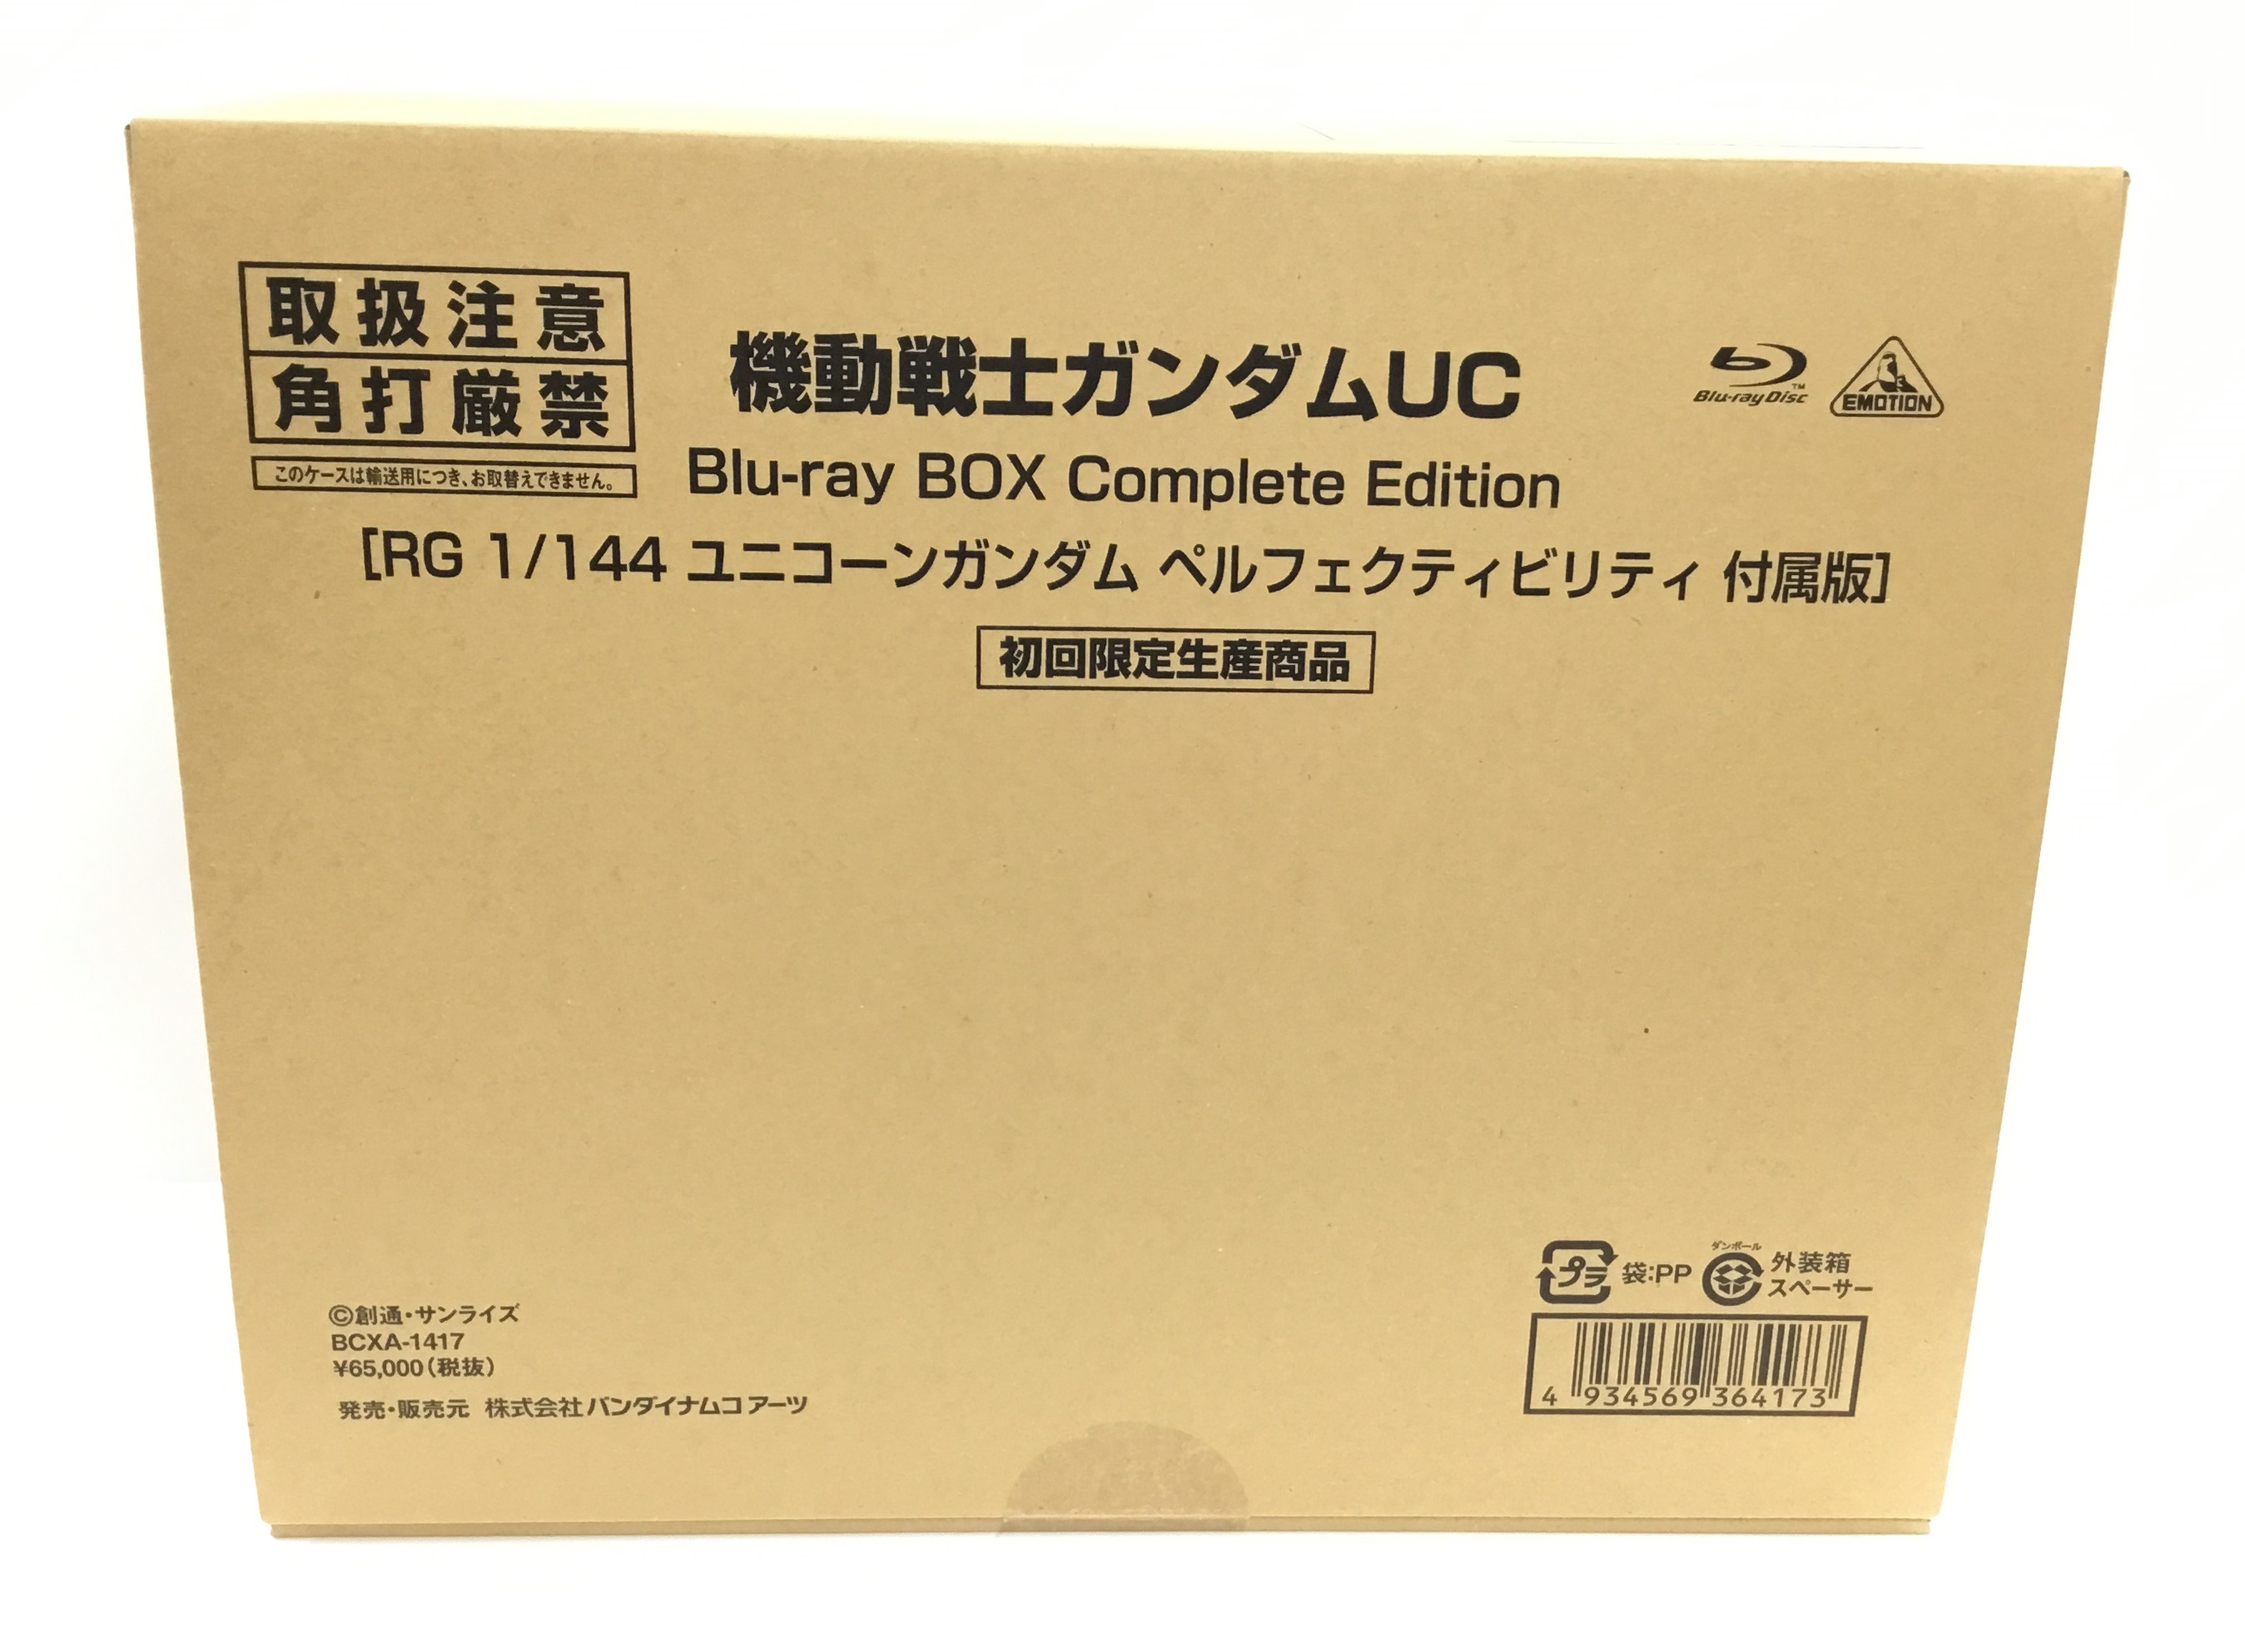 取扱注意
角打厳禁
このケースは輸送用につき、お取替えできません。
機動戦士ガンダムUC
Blu-ray Disc™
EMOTION
Blu-ray BOX Complete Edition
[RG 1/144 ユニコーンガンダム ペルフェクティビリティ 付属版]
初回限定生産商品
©創通・サンライズ
BCXA-1417
¥65,000(税抜)
発売・販売元 株式会社バンダイナムコアーツ
プラ 袋:PP
ダンボール
外装箱
スペーサー
4 934569 364173